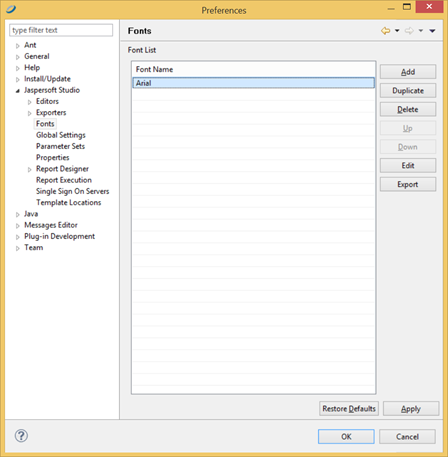 Preferences
type filter text
Ant
General
Help
Install/Update
Jaspersoft Studio
Editors
Exporters
Fonts
Global Settings
Parameter Sets
Properties
Report Designer
Report Execution
Single Sign On Servers
Template Locations
Java
Messages Editor
Plug-in Development
Team
Fonts
Font List
Font Name
Arial
Add
Duplicate
Delete
Up
Down
Edit
Export
Restore Defaults
Apply
?
OK
Cancel